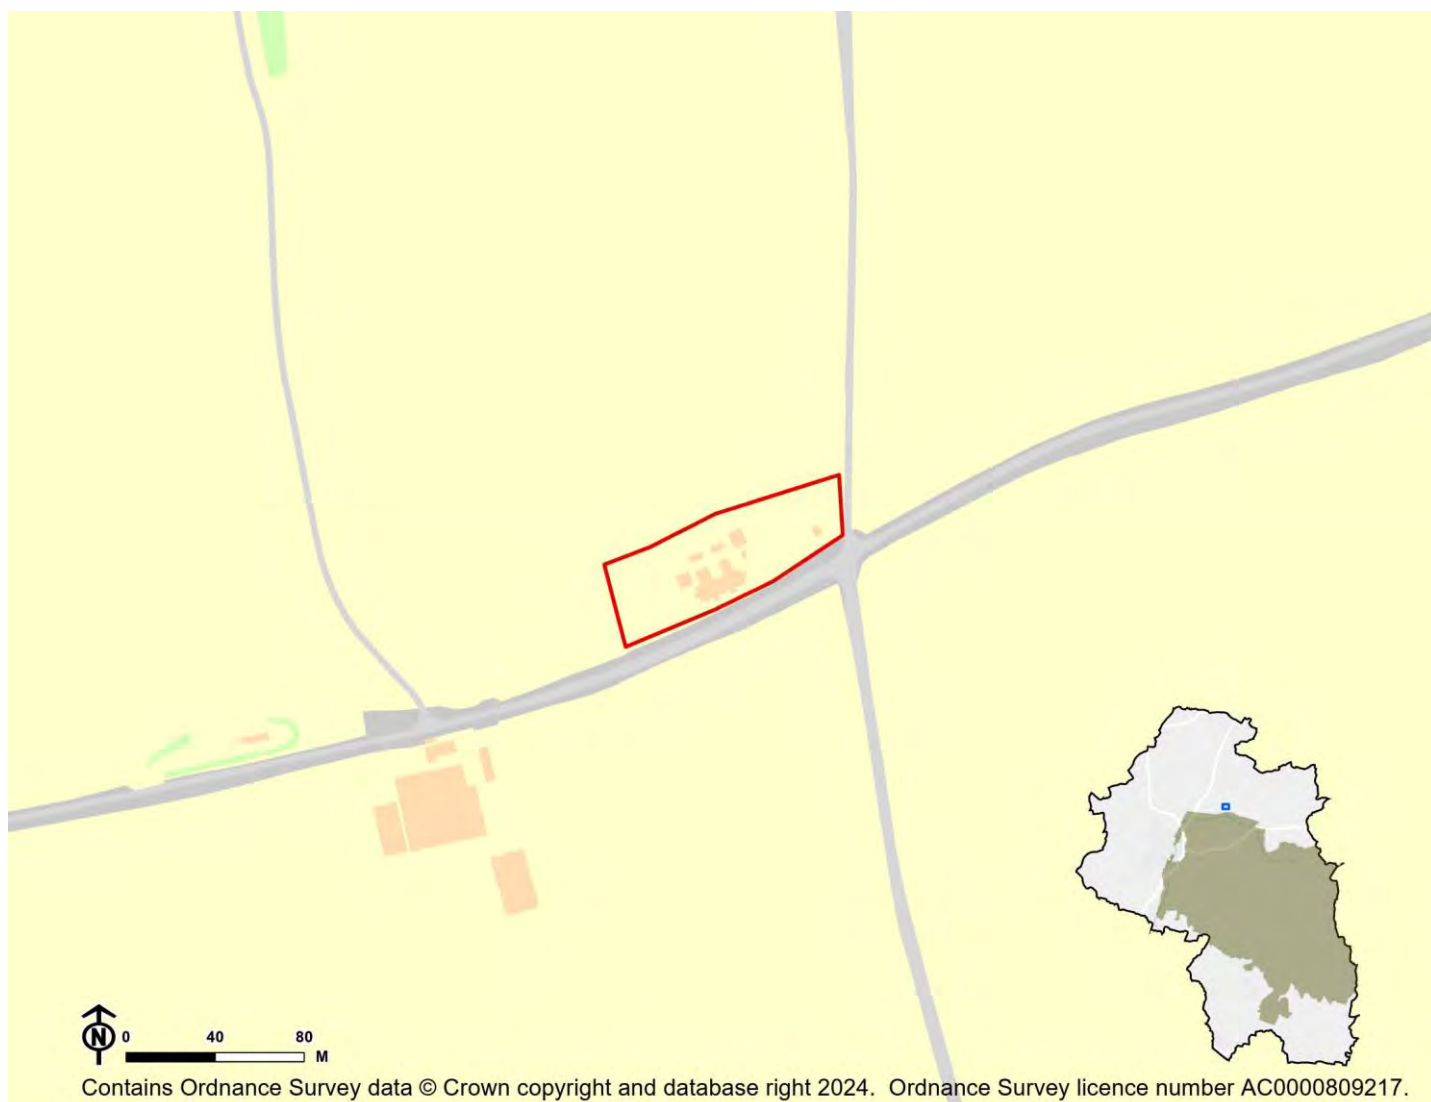 N
0 40 80
M
Contains Ordnance Survey data © Crown copyright and database right 2024. Ordnance Survey licence number AC0000809217.